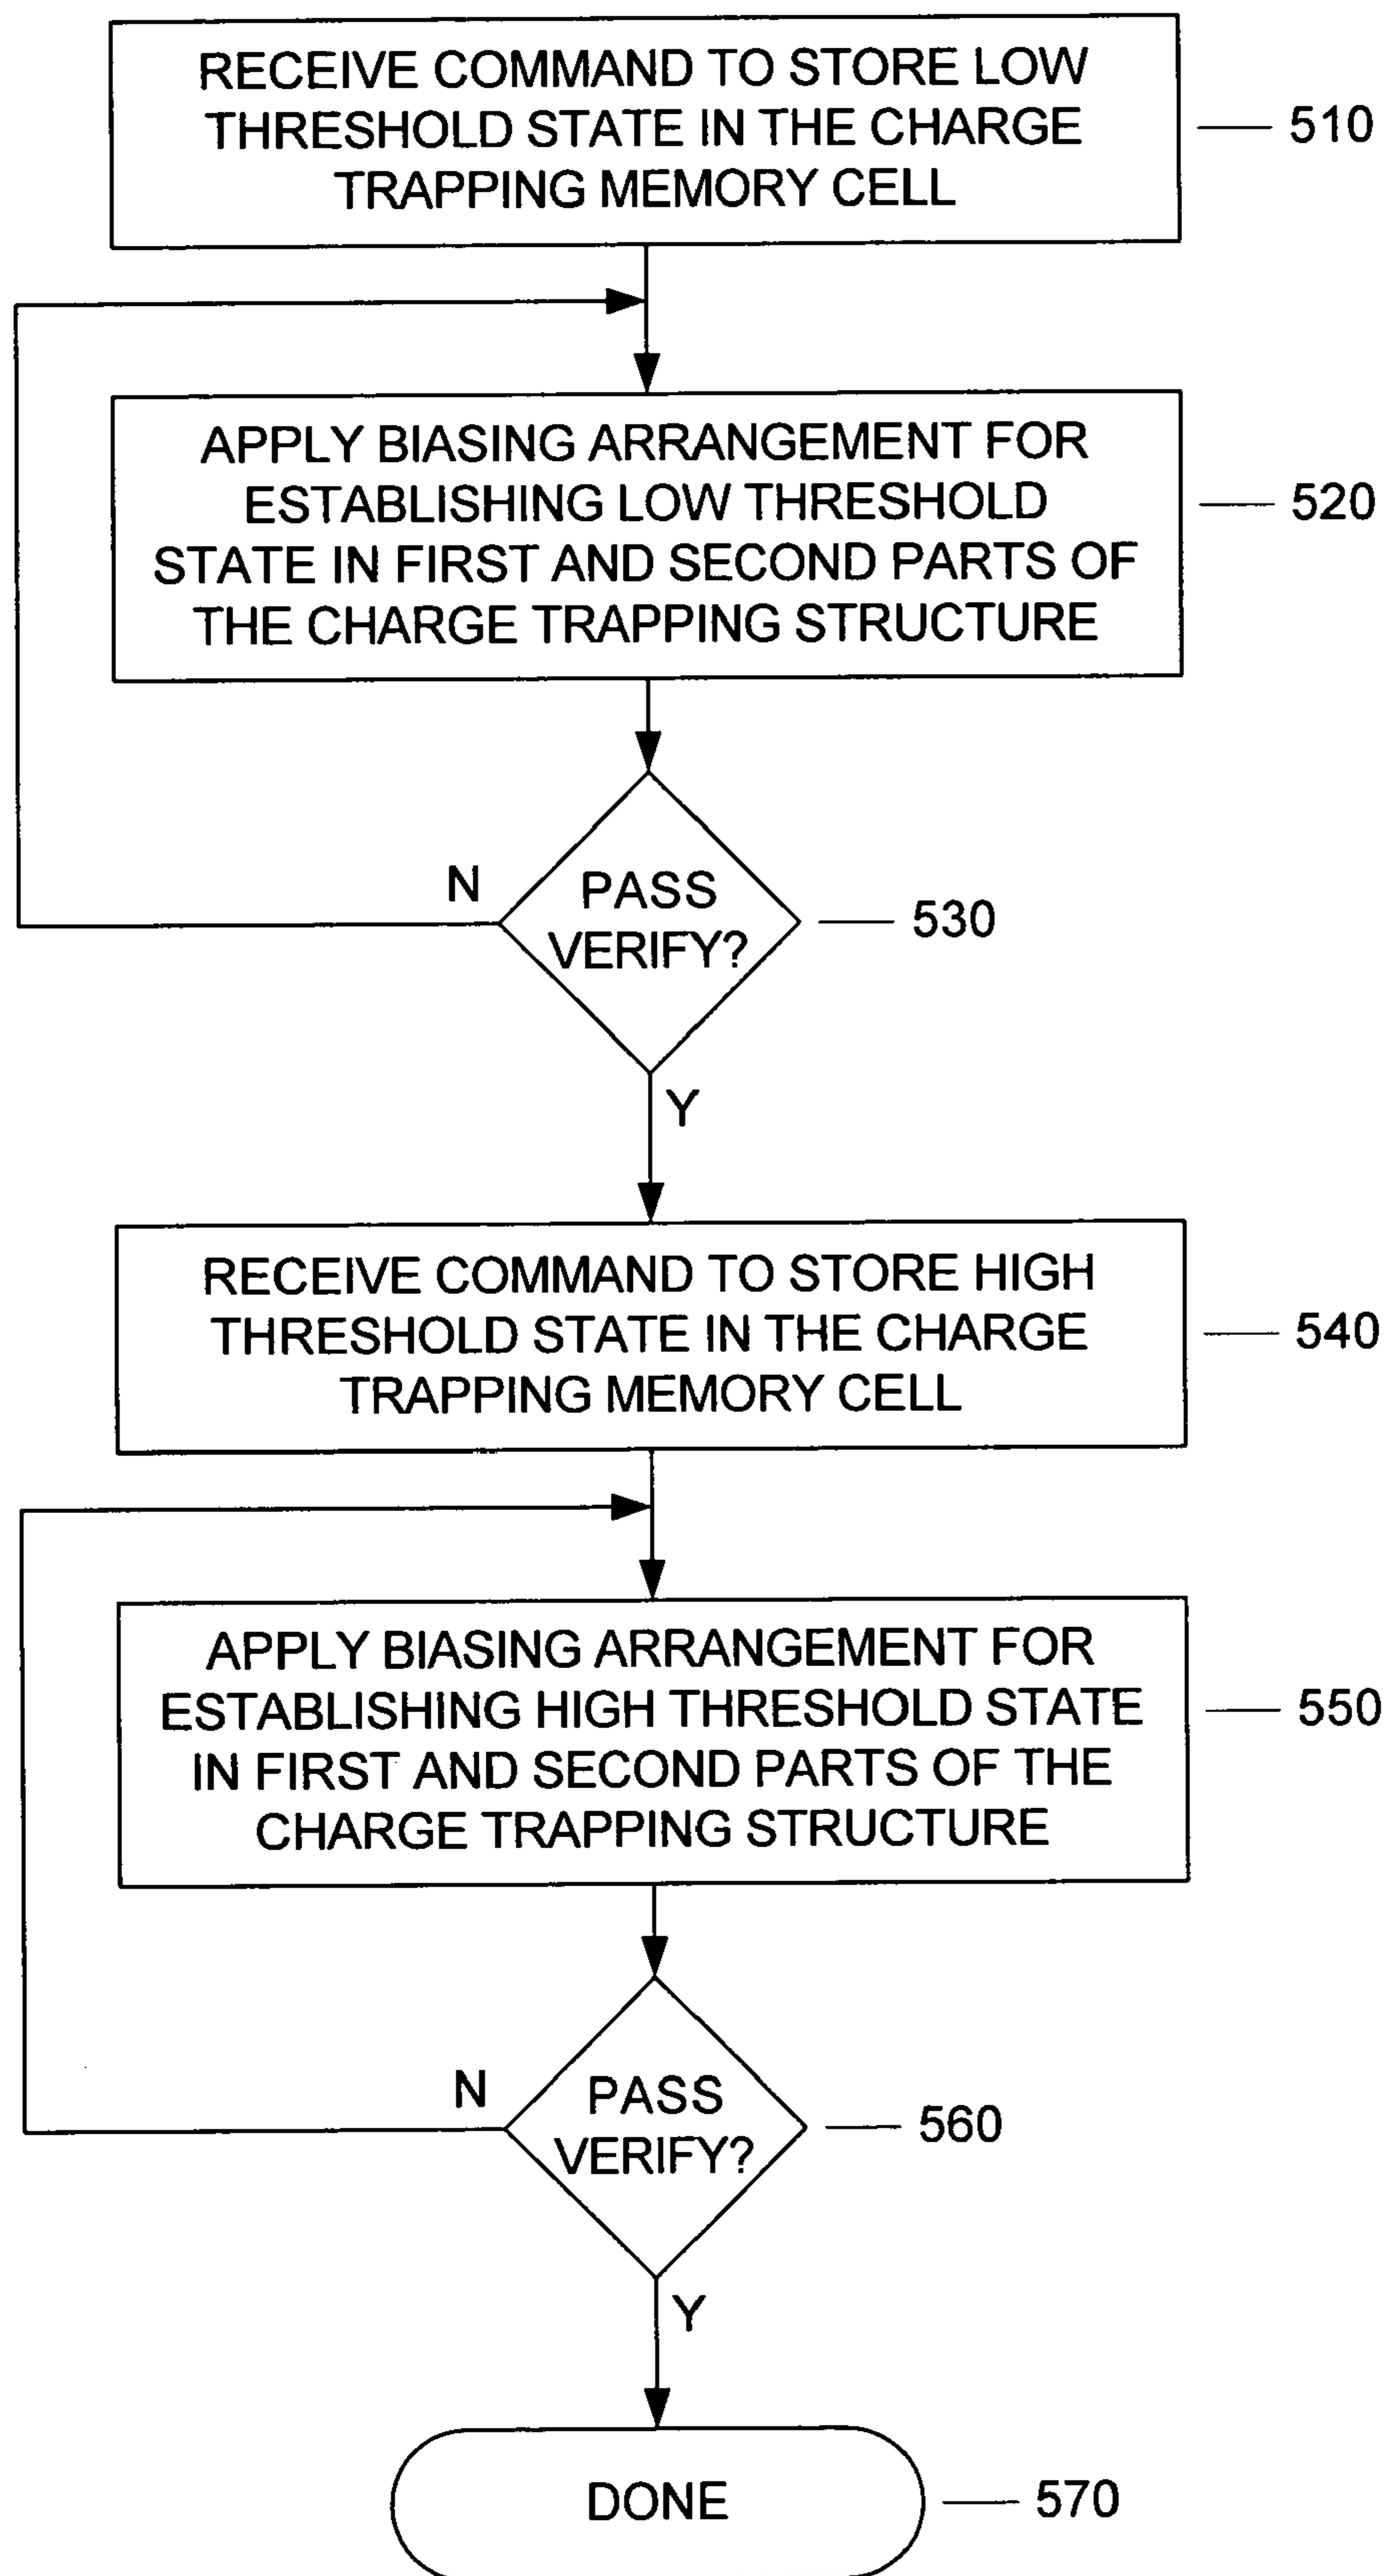 RECEIVE COMMAND TO STORE LOW
THRESHOLD STATE IN THE CHARGE
TRAPPING MEMORY CELL
510
APPLY BIASING ARRANGEMENT FOR
ESTABLISHING LOW THRESHOLD
STATE IN FIRST AND SECOND PARTS OF
THE CHARGE TRAPPING STRUCTURE
520
N
PASS
VERIFY?
530
Y
RECEIVE COMMAND TO STORE HIGH
THRESHOLD STATE IN THE CHARGE
TRAPPING MEMORY CELL
540
APPLY BIASING ARRANGEMENT FOR
ESTABLISHING HIGH THRESHOLD STATE
IN FIRST AND SECOND PARTS OF THE
CHARGE TRAPPING STRUCTURE
550
N
PASS
VERIFY?
560
Y
DONE
570